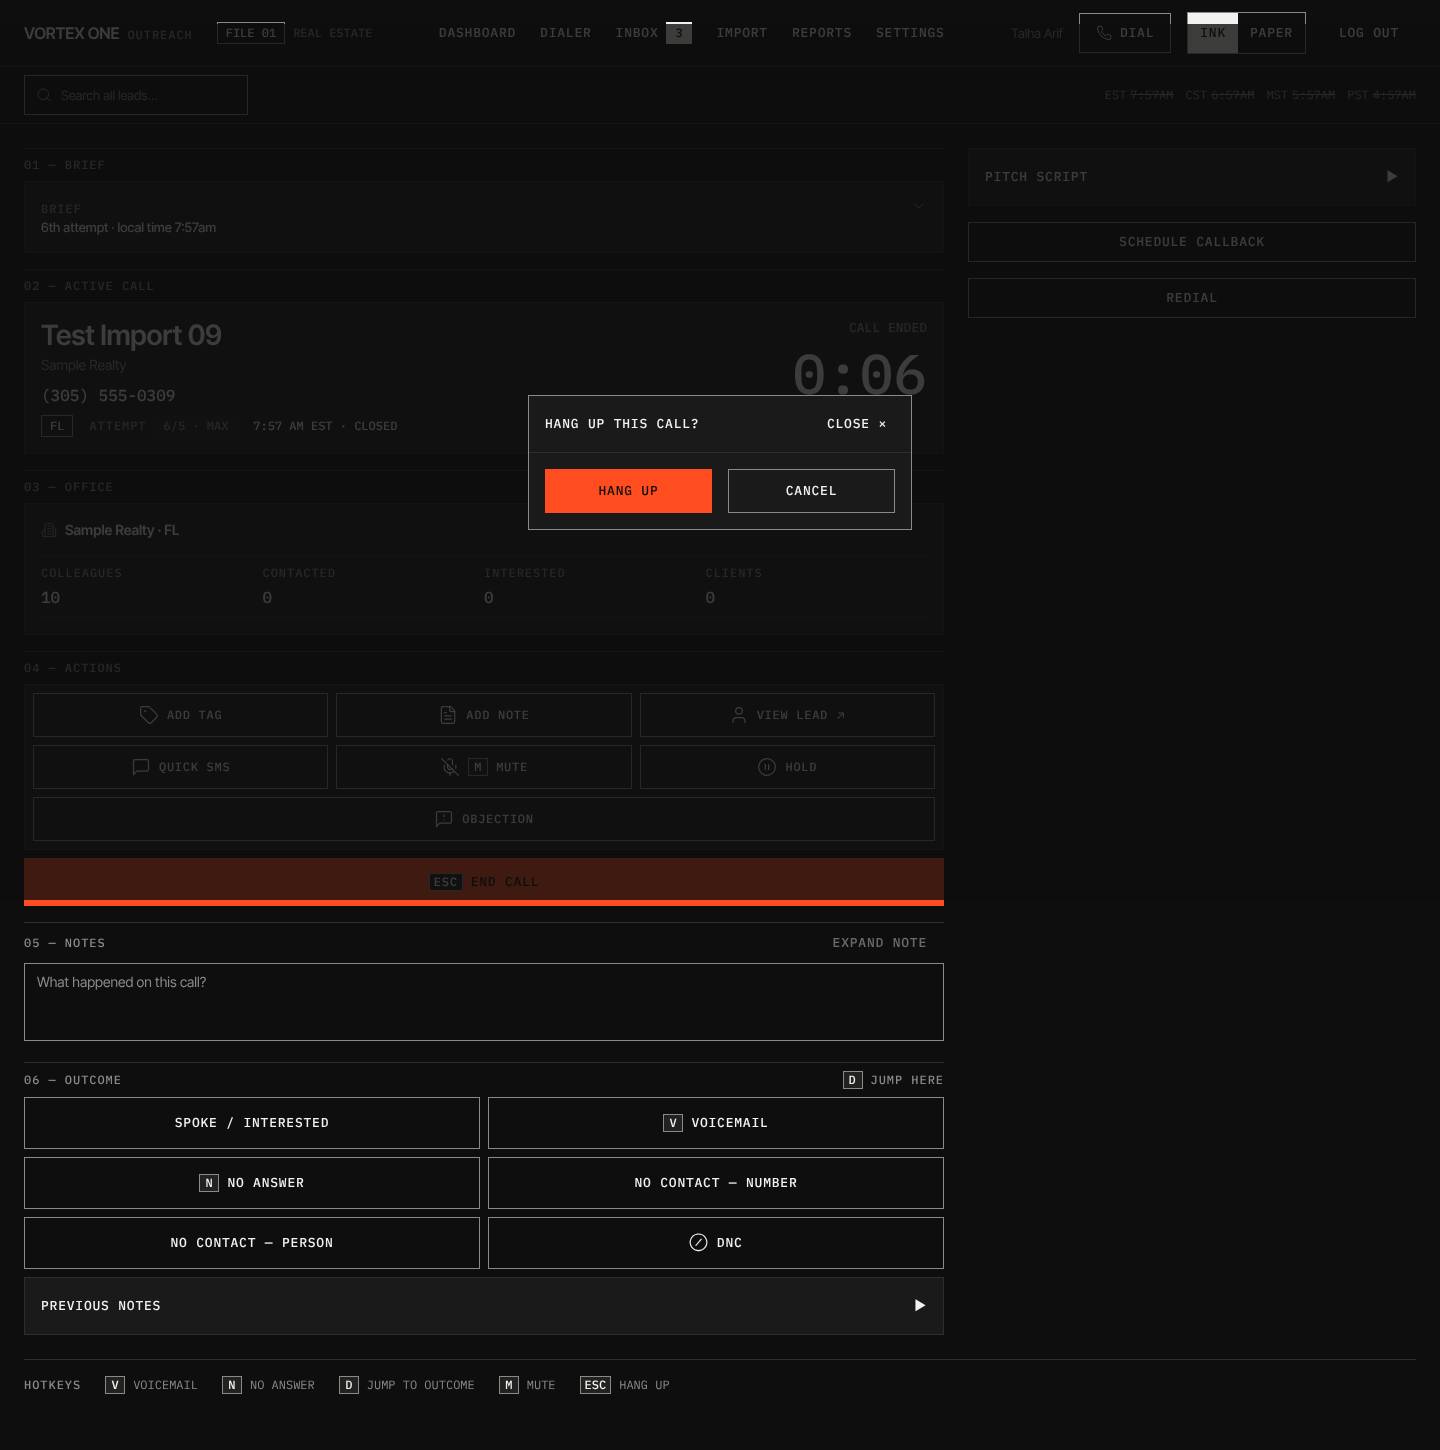 VORTEX ONE OUTREACH FILE 01 REAL ESTATE DASHBOARD DIALER INBOX 3 IMPORT REPORTS SETTINGS Talha Arif DIAL INK PAPER LOG OUT
Search all leads... EST 7:57AM CST 6:57AM MST 5:57AM PST 4:57AM
01 — BRIEF
BRIEF
6th attempt · local time 7:57am
PITCH SCRIPT
SCHEDULE CALLBACK
REDIAL
02 — ACTIVE CALL
Test Import 09
CALL ENDED
Sample Realty
0:06
(305) 555-0309
FL ATTEMPT 6/5 · MAX 7:57 AM EST · CLOSED
HANG UP THIS CALL? CLOSE ×
HANG UP CANCEL
03 — OFFICE
Sample Realty · FL
COLLEAGUES CONTACTED INTERESTED CLIENTS
10 0 0 0
04 — ACTIONS
ADD TAG ADD NOTE VIEW LEAD ↗
QUICK SMS M MUTE HOLD
OBJECTION
ESC END CALL
05 — NOTES EXPAND NOTE
What happened on this call?
06 — OUTCOME D JUMP HERE
SPOKE / INTERESTED V VOICEMAIL
N NO ANSWER NO CONTACT — NUMBER
NO CONTACT — PERSON DNC
PREVIOUS NOTES
HOTKEYS V VOICEMAIL N NO ANSWER D JUMP TO OUTCOME M MUTE ESC HANG UP